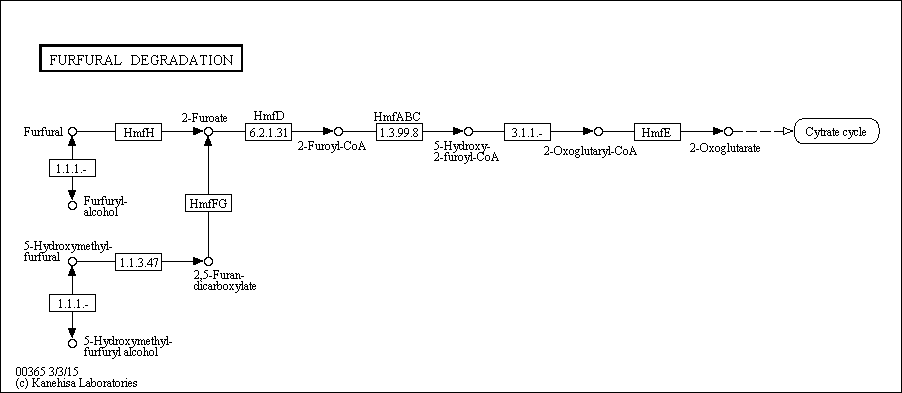 FURFURAL DEGRADATION
Furfural
HmfH
2-Furoate
HmfD
6.2.1.31
2-Furoyl-CoA
HmfABC
1.3.99.8
5-Hydroxy-
2-furoyl-CoA
3.1.1.-
2-Oxoglutaryl-CoA
HmfE
2-Oxoglutarate
Cytrate cycle
1.1.1.-
Furfuryl-
alcohol
HmfFG
5-Hydroxymethyl-
furfural
1.1.3.47
2,5-Furan-
dicarboxylate
1.1.1.-
5-Hydroxymethyl-
furfuryl alcohol
00365 3/3/15
(c) Kanehisa Laboratories